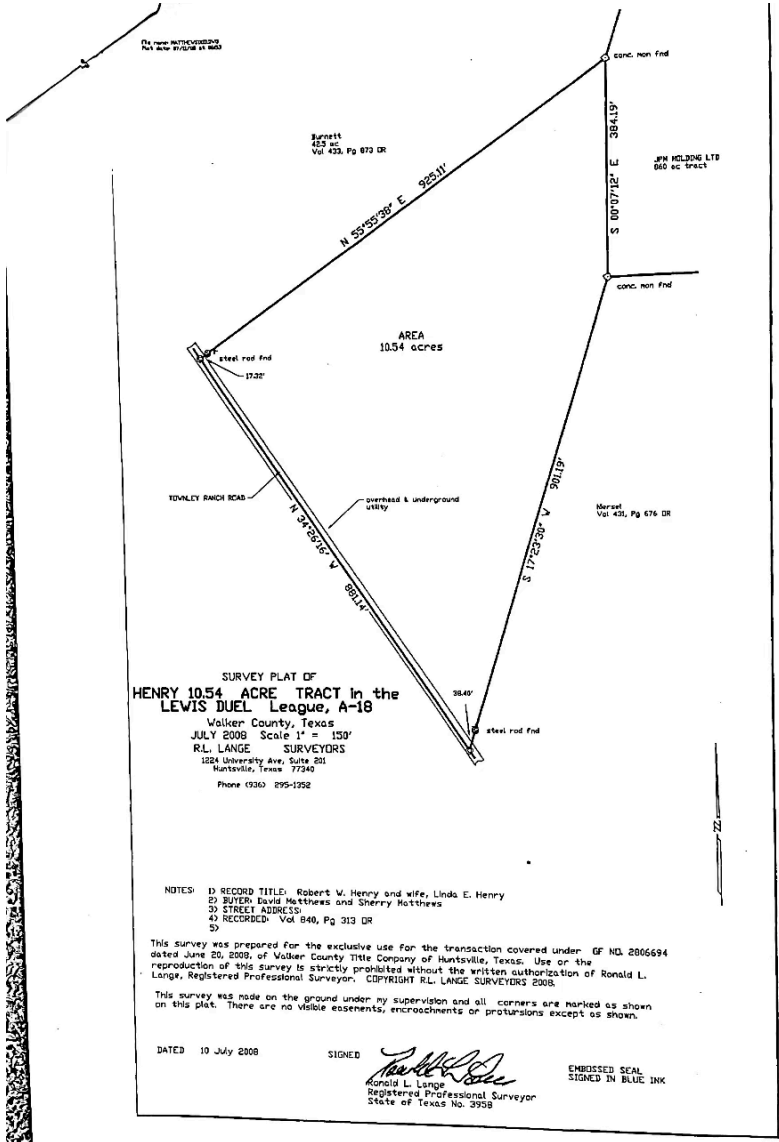 Plot date 07/11/08 at 0803
conc. mon fnd
Burnett
42.5 ac
Vol 433, Pg 873 DR
N 55°55'38" E 925.11'
S 00°07'12" E 384.19'
JPM HOLDING LTD
860 ac tract
conc. mon fnd
AREA
10.54 acres
steel rod fnd
17.32'
TOWNLEY RANCH ROAD
overhead & underground
utility
N 34°26'16" W 881.14'
S 17°23'30" W 901.19'
Vol 431, Pg 676 DR
38.40'
steel rod fnd
SURVEY PLAT OF
HENRY 10.54 ACRE TRACT in the
LEWIS DUEL League, A-18
Walker County, Texas
JULY 2008 Scale 1" = 150'
R.L. LANGE SURVEYORS
1224 University Ave, Suite 201
Huntsville, Texas 77340
Phone (936) 295-1352
N
NOTES: 1) RECORD TITLE: Robert W. Henry and wife, Linda E. Henry
2) BUYER: David Matthews and Sherry Matthews
3) STREET ADDRESS:
4) RECORDED: Vol 840, Pg 313 DR
5)
This survey was prepared for the exclusive use for the transaction covered under GF NO. 2806694
dated June 20, 2008, of Walker County Title Company of Huntsville, Texas. Use or the
reproduction of this survey is strictly prohibited without the written authorization of Ronald L.
Lange, Registered Professional Surveyor. COPYRIGHT R.L. LANGE SURVEYORS 2008.
This survey was made on the ground under my supervision and all corners are marked as shown
on this plat. There are no visible easements, encroachments or protursions except as shown.
DATED 10 July 2008
SIGNED
Ronald L. Lange
Registered Professional Surveyor
State of Texas No. 3958
EMBOSSED SEAL
SIGNED IN BLUE INK